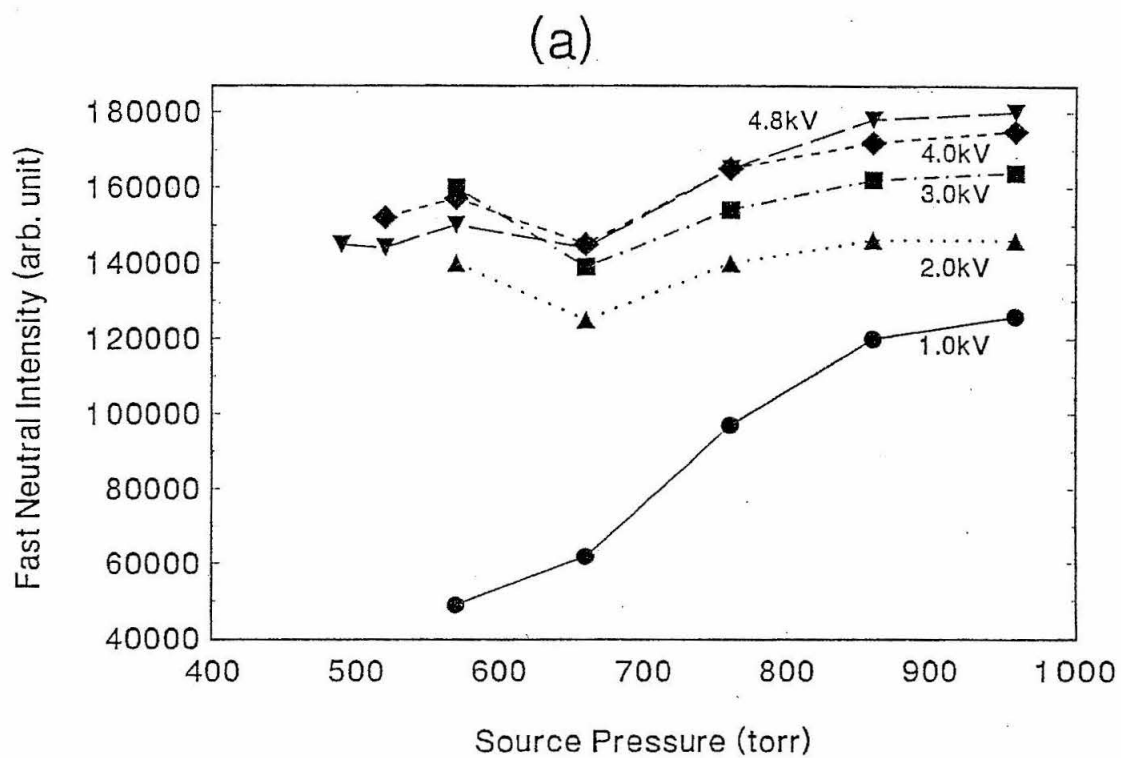 (a)
Fast Neutral Intensity (arb. unit)
180000
160000
140000
120000
100000
80000
60000
40000
4.8kV
4.0kV
3.0kV
2.0kV
1.0kV
400 500 600 700 800 900 1000
Source Pressure (torr)